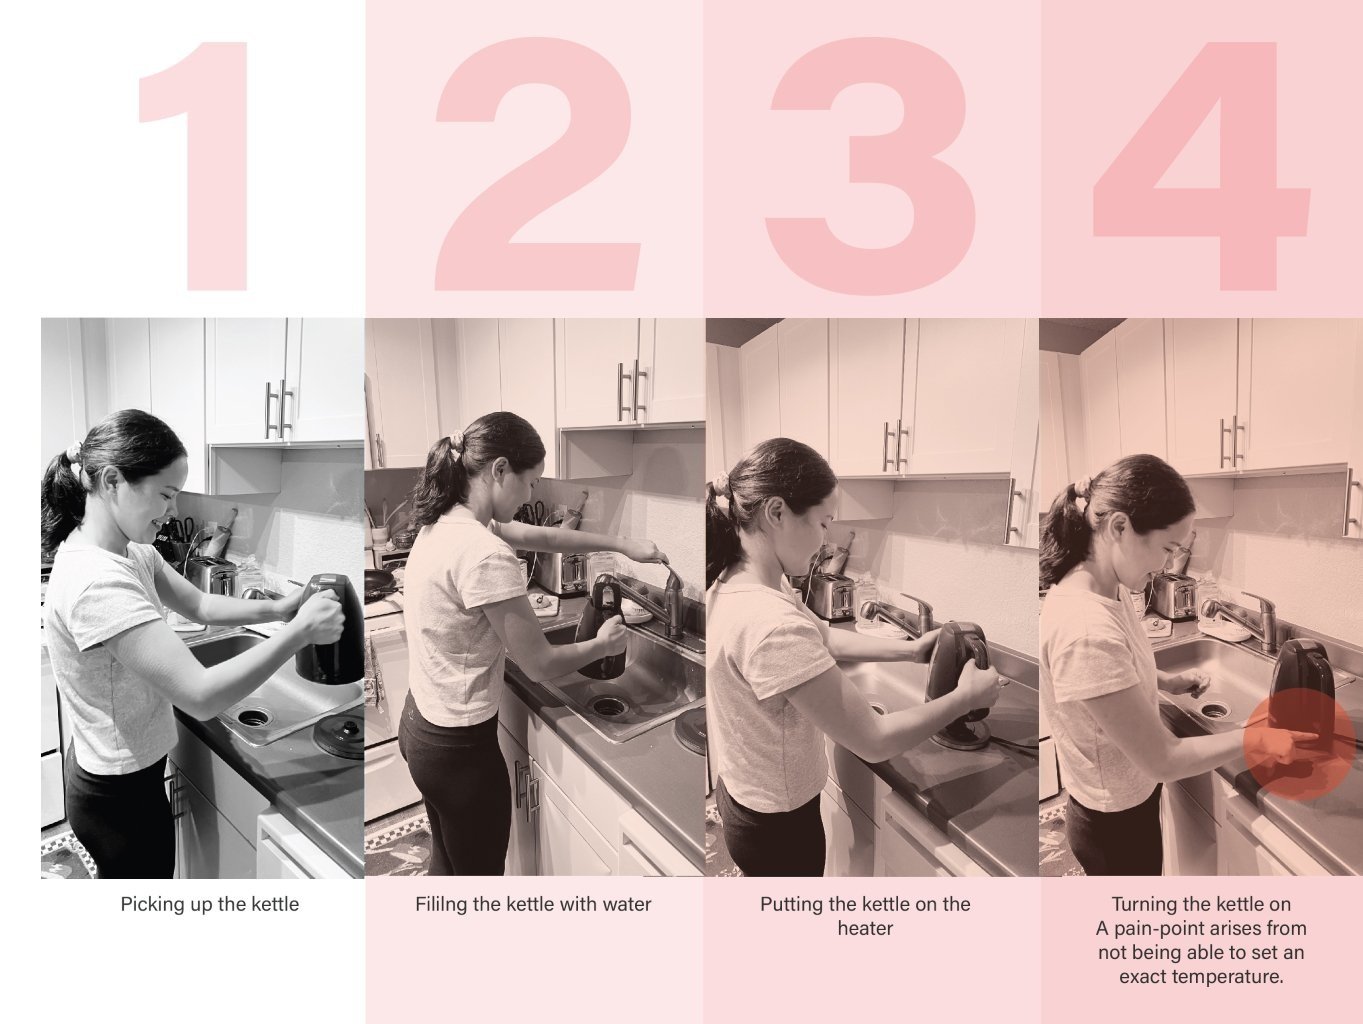 1
2
3
4
Picking up the kettle
Fililng the kettle with water
Putting the kettle on the
heater
Turning the kettle on
A pain-point arises from
not being able to set an
exact temperature.